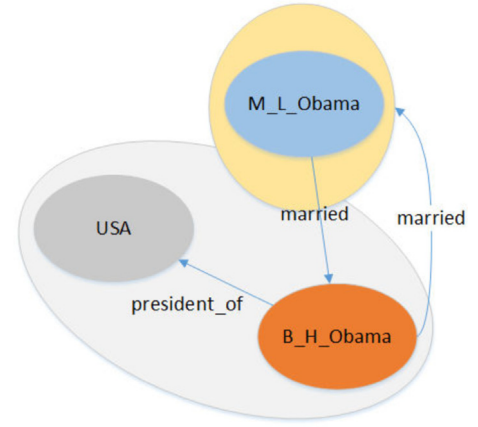 M_L_Obama
married
married
USA
president_of
B_H_Obama